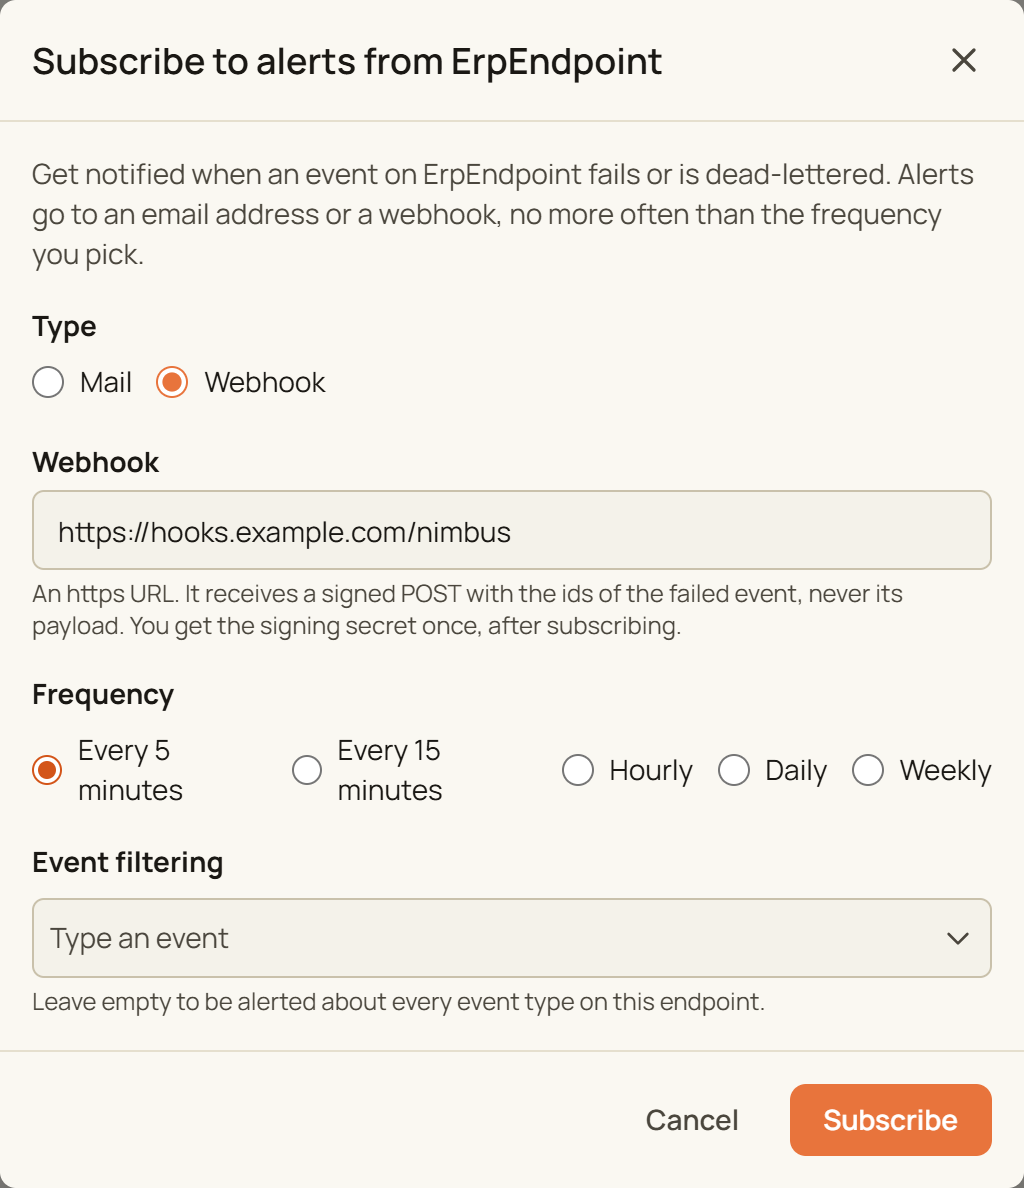 Subscribe to alerts from ErpEndpoint
Get notified when an event on ErpEndpoint fails or is dead-lettered. Alerts
go to an email address or a webhook, no more often than the frequency
you pick.
Type
Mail Webhook
Webhook
https://hooks.example.com/nimbus
An https URL. It receives a signed POST with the ids of the failed event, never its
payload. You get the signing secret once, after subscribing.
Frequency
Every 5 minutes
Every 15 minutes
Hourly
Daily
Weekly
Event filtering
Type an event
Leave empty to be alerted about every event type on this endpoint.
Cancel
Subscribe